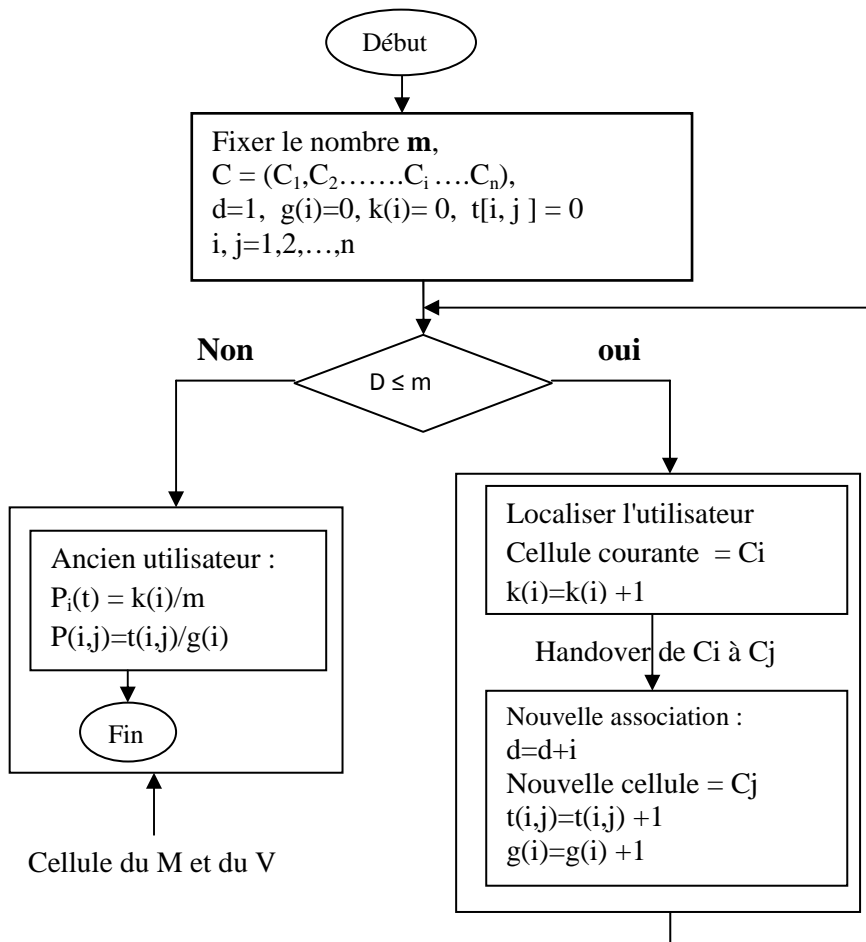 Début
Fixer le nombre m,
C = (C₁,C₂…….Cᵢ ….Cₙ),
d=1, g(i)=0, k(i)= 0, t[i, j ] = 0
i, j=1,2,…,n
Non
oui
D ≤ m
Ancien utilisateur :
Pᵢ(t) = k(i)/m
P(i,j)=t(i,j)/g(i)
Fin
Cellule du M et du V
Localiser l'utilisateur
Cellule courante = Ci
k(i)=k(i) +1
Handover de Ci à Cj
Nouvelle association :
d=d+i
Nouvelle cellule = Cj
t(i,j)=t(i,j) +1
g(i)=g(i) +1